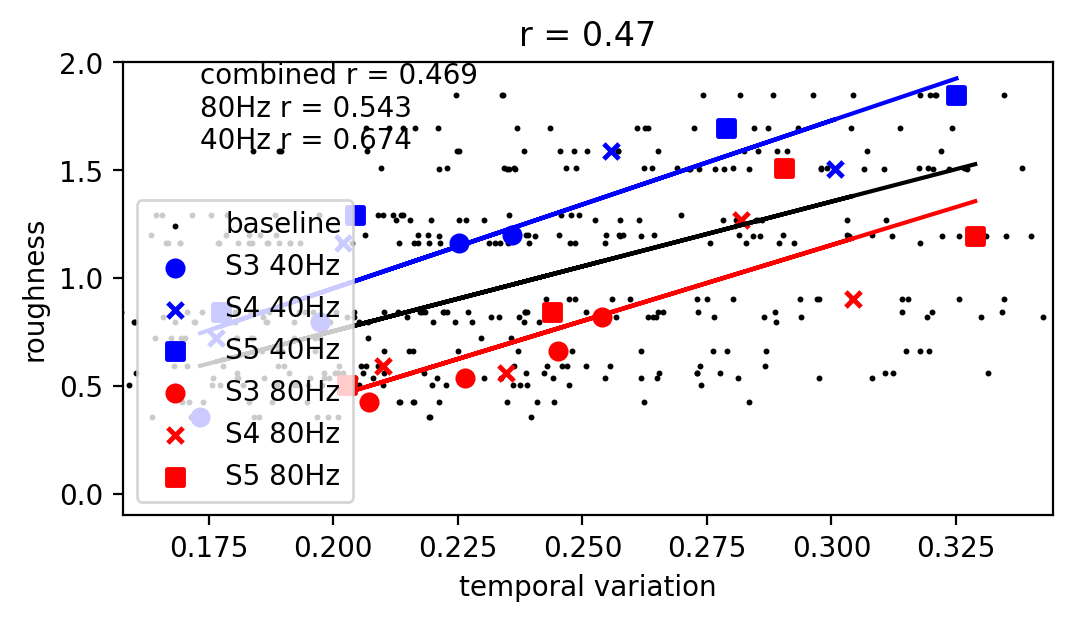 r = 0.47
combined r = 0.469
80Hz r = 0.543
40Hz r = 0.674
roughness
2.0
1.5
1.0
0.5
0.0
baseline
S3 40Hz
S4 40Hz
S5 40Hz
S3 80Hz
S4 80Hz
S5 80Hz
0.175 0.200 0.225 0.250 0.275 0.300 0.325
temporal variation